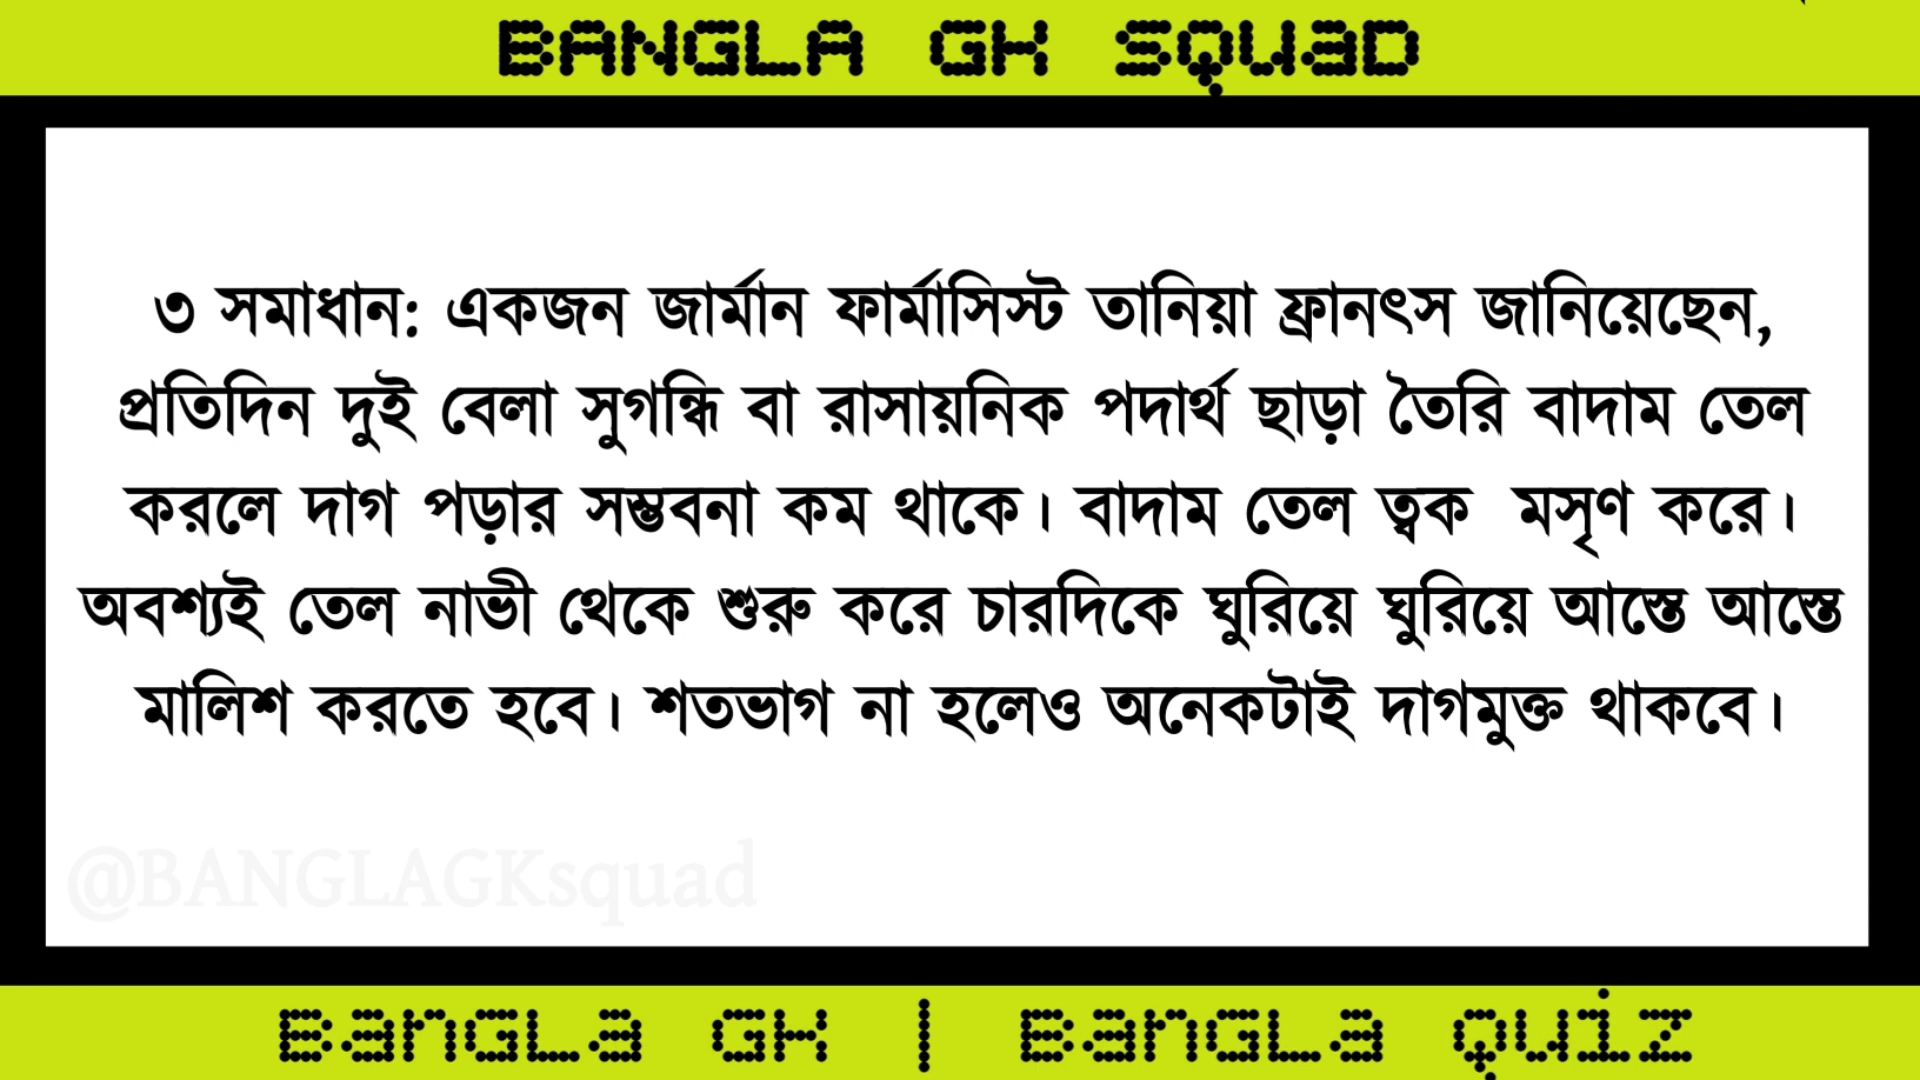 BANGLA GK SQUaD
৩ সমাধান: একজন জার্মান ফার্মাসিস্ট তানিয়া ফ্রানৎস জানিয়েছেন,
প্রতিদিন দুই বেলা সুগন্ধি বা রাসায়নিক পদার্থ ছাড়া তৈরি বাদাম তেল
করলে দাগ পড়ার সম্ভবনা কম থাকে। বাদাম তেল ত্বক মসৃণ করে।
অবশ্যই তেল নাভী থেকে শুরু করে চারদিকে ঘুরিয়ে ঘুরিয়ে আস্তে আস্তে
মালিশ করতে হবে। শতভাগ না হলেও অনেকটাই দাগমুক্ত থাকবে।
@BANGLAGKsquad
BaNGLa GK | BaNGLa QUiZ